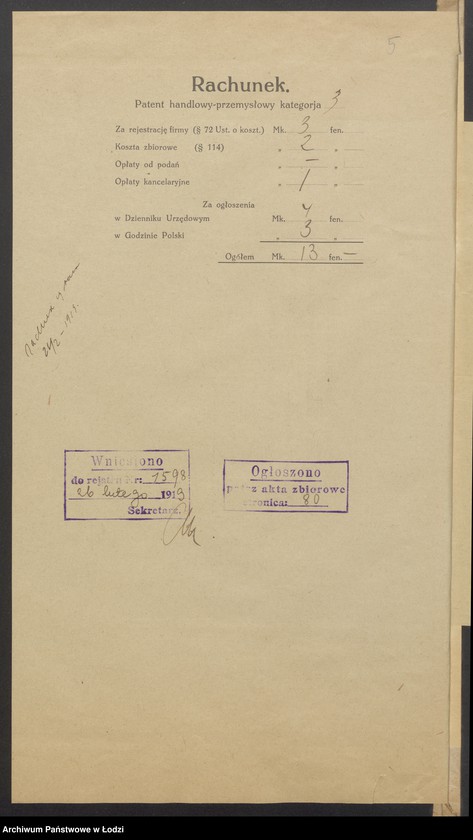 5
Rachunek.
Patent handlowy-przemysłowy kategorja 3
Za rejestrację firmy (§ 72 Ust. o koszt.) Mk. 3 fen.
Koszta zbiorowe (§ 114) „ 2 „
Opłaty od podań „ — „
Opłaty kancelaryjne „ 1 „
Za ogłoszenia
w Dzienniku Urzędowym Mk. 4 fen.
w Godzinie Polski „ 3 „
Ogółem Mk. 13 fen. —
Wniesiono
do rejestru Nr: 1598
26 lutego 1919
Sekretarz:
Ogłoszono
patrz akta zbiorowe
stronica: 80
Archiwum Państwowe w Łodzi